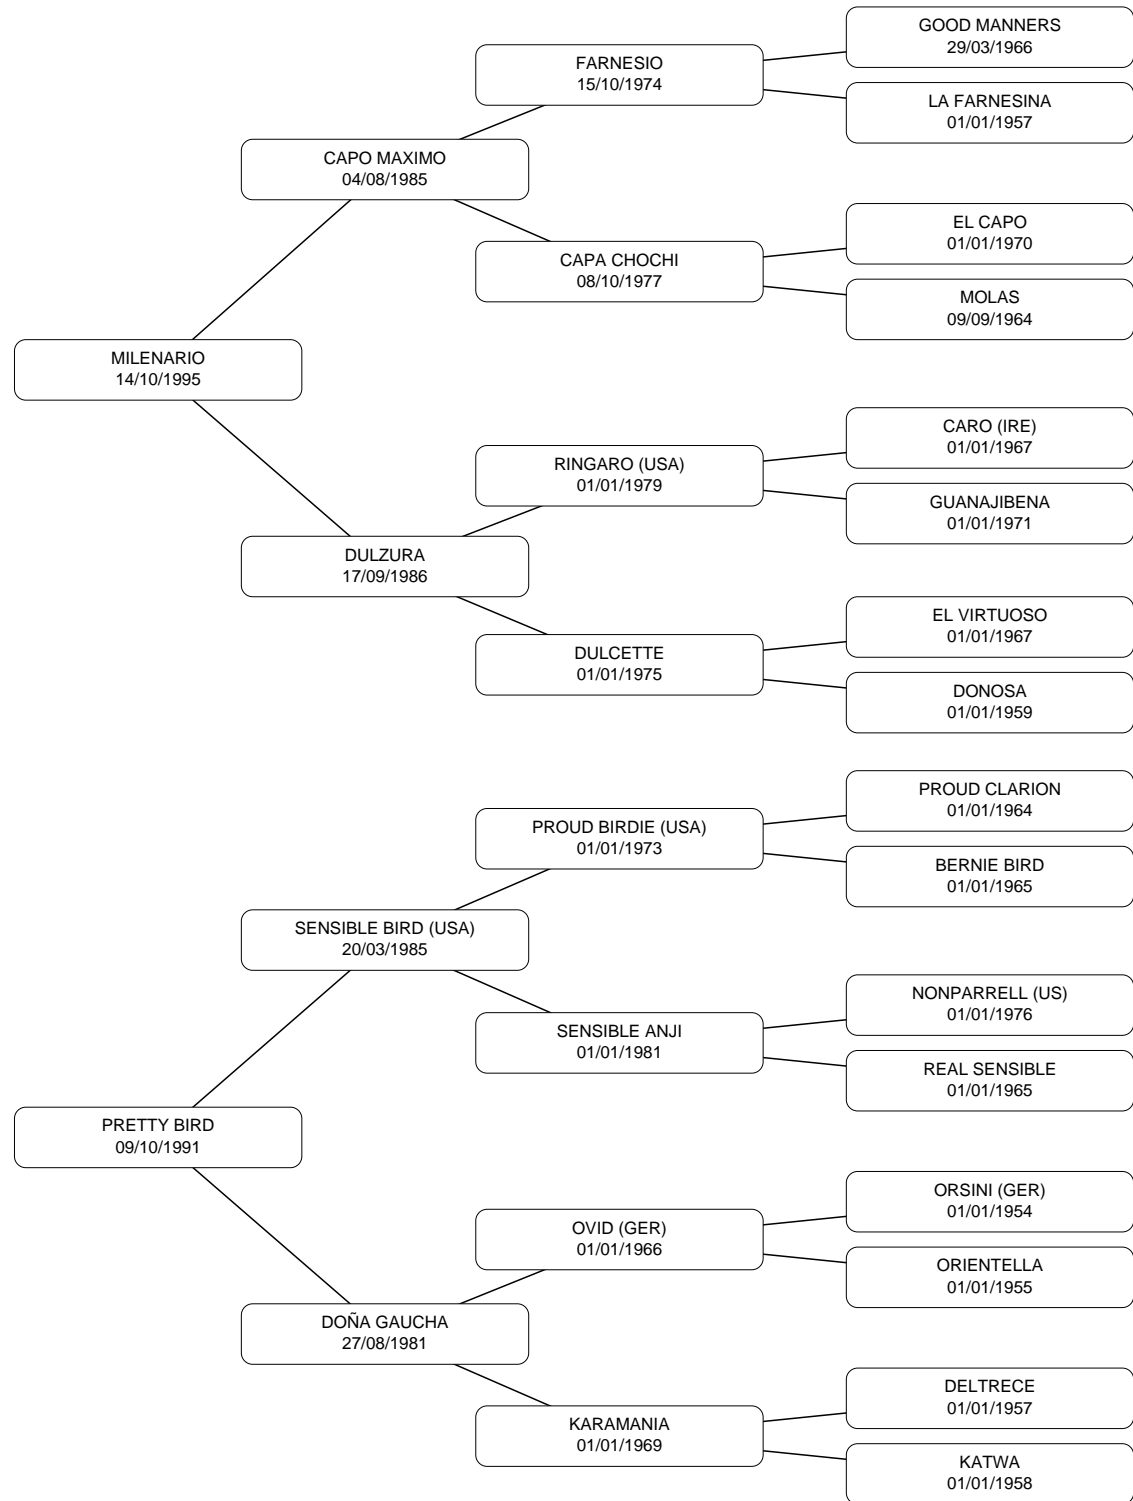 GOOD MANNERS
29/03/1966
FARNESIO
15/10/1974
LA FARNESINA
01/01/1957
CAPO MAXIMO
04/08/1985
EL CAPO
01/01/1970
CAPA CHOCHI
08/10/1977
MOLAS
09/09/1964
MILENARIO
14/10/1995
CARO (IRE)
01/01/1967
RINGARO (USA)
01/01/1979
GUANAJIBENA
01/01/1971
DULZURA
17/09/1986
EL VIRTUOSO
01/01/1967
DULCETTE
01/01/1975
DONOSA
01/01/1959
PROUD CLARION
01/01/1964
PROUD BIRDIE (USA)
01/01/1973
BERNIE BIRD
01/01/1965
SENSIBLE BIRD (USA)
20/03/1985
NONPARRELL (US)
01/01/1976
SENSIBLE ANJI
01/01/1981
REAL SENSIBLE
01/01/1965
PRETTY BIRD
09/10/1991
ORSINI (GER)
01/01/1954
OVID (GER)
01/01/1966
ORIENTELLA
01/01/1955
DOÑA GAUCHA
27/08/1981
DELTRECE
01/01/1957
KARAMANIA
01/01/1969
KATWA
01/01/1958